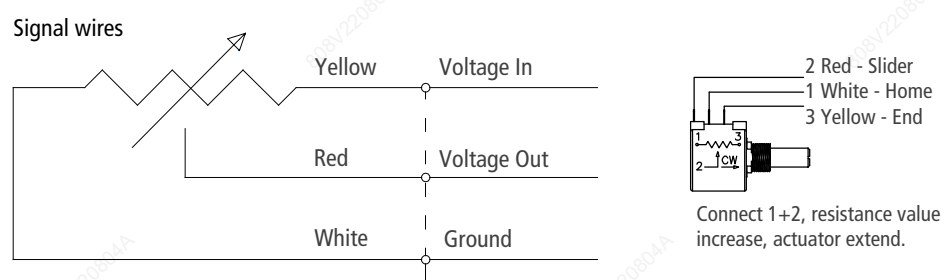 Signal wires
Yellow Voltage In
Red Voltage Out
White Ground
2 Red - Slider
1 White - Home
3 Yellow - End
1 3
2 CW
Connect 1+2, resistance value
increase, actuator extend.